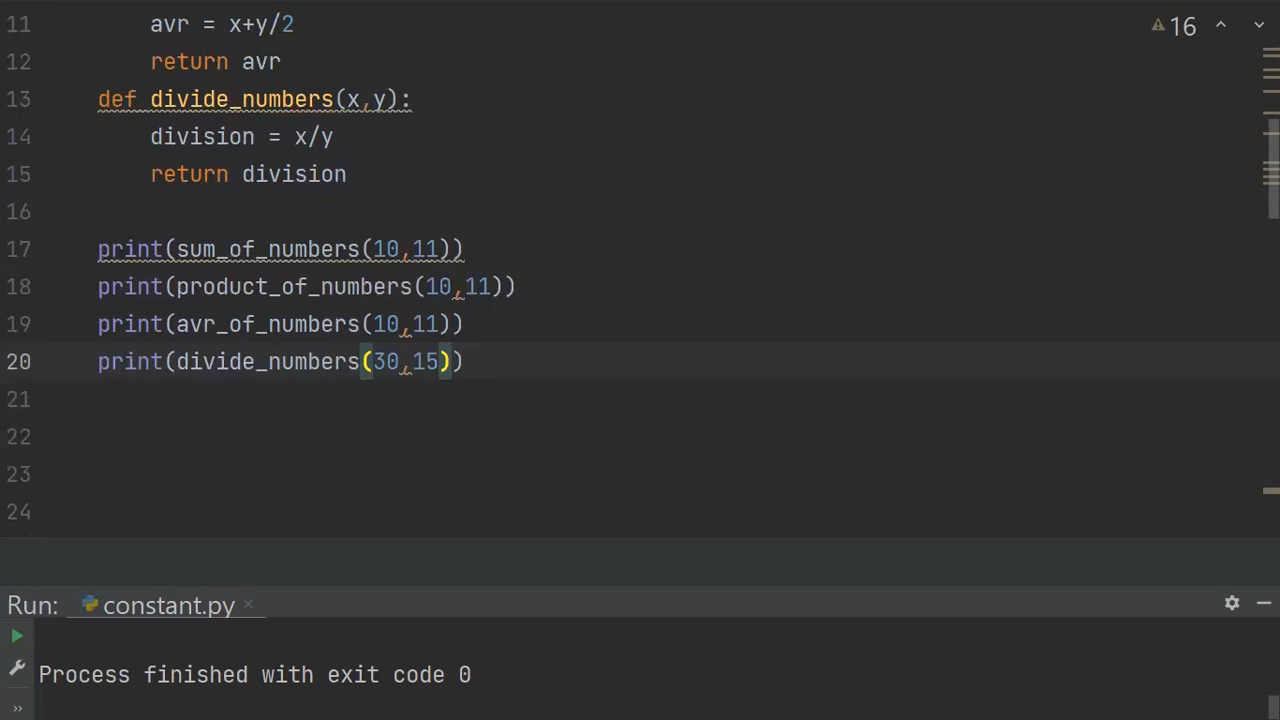 11 avr = x+y/2
16
12 return avr
13 def divide_numbers(x,y):
14 division = x/y
15 return division
16
17 print(sum_of_numbers(10,11))
18 print(product_of_numbers(10,11))
19 print(avr_of_numbers(10,11))
20 print(divide_numbers(30,15))
21
22
23
24
Run: constant.py
Process finished with exit code 0